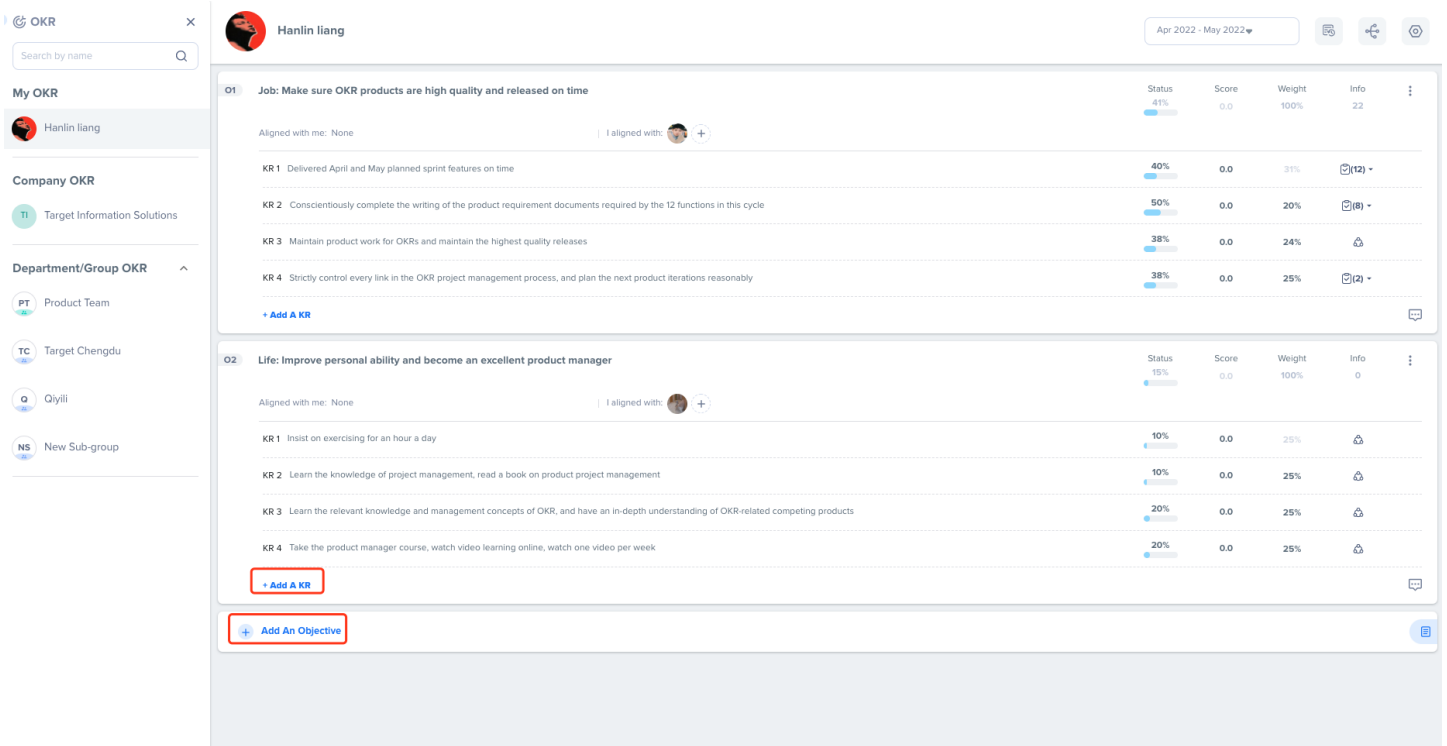 OKR
Search by name
My OKR
Hanlin liang
Company OKR
TI Target Information Solutions
Department/Group OKR
PT Product Team
TC Target Chengdu
Q Qiyili
NS New Sub-group
Hanlin liang
Apr 2022 - May 2022
O1 Job: Make sure OKR products are high quality and released on time Status Score Weight Info
41% 0.0 100% 22
Aligned with me: None I aligned with: +
KR 1 Delivered April and May planned sprint features on time 40% 0.0 31% (12)
KR 2 Conscientiously complete the writing of the product requirement documents required by the 12 functions in this cycle 50% 0.0 20% (8)
KR 3 Maintain product work for OKRs and maintain the highest quality releases 38% 0.0 24%
KR 4 Strictly control every link in the OKR project management process, and plan the next product iterations reasonably 38% 0.0 25% (2)
+ Add A KR
O2 Life: Improve personal ability and become an excellent product manager Status Score Weight Info
15% 0.0 100% 0
Aligned with me: None I aligned with: +
KR 1 Insist on exercising for an hour a day 10% 0.0 25%
KR 2 Learn the knowledge of project management, read a book on product project management 10% 0.0 25%
KR 3 Learn the relevant knowledge and management concepts of OKR, and have an in-depth understanding of OKR-related competing products 20% 0.0 25%
KR 4 Take the product manager course, watch video learning online, watch one video per week 20% 0.0 25%
+ Add A KR
+ Add An Objective